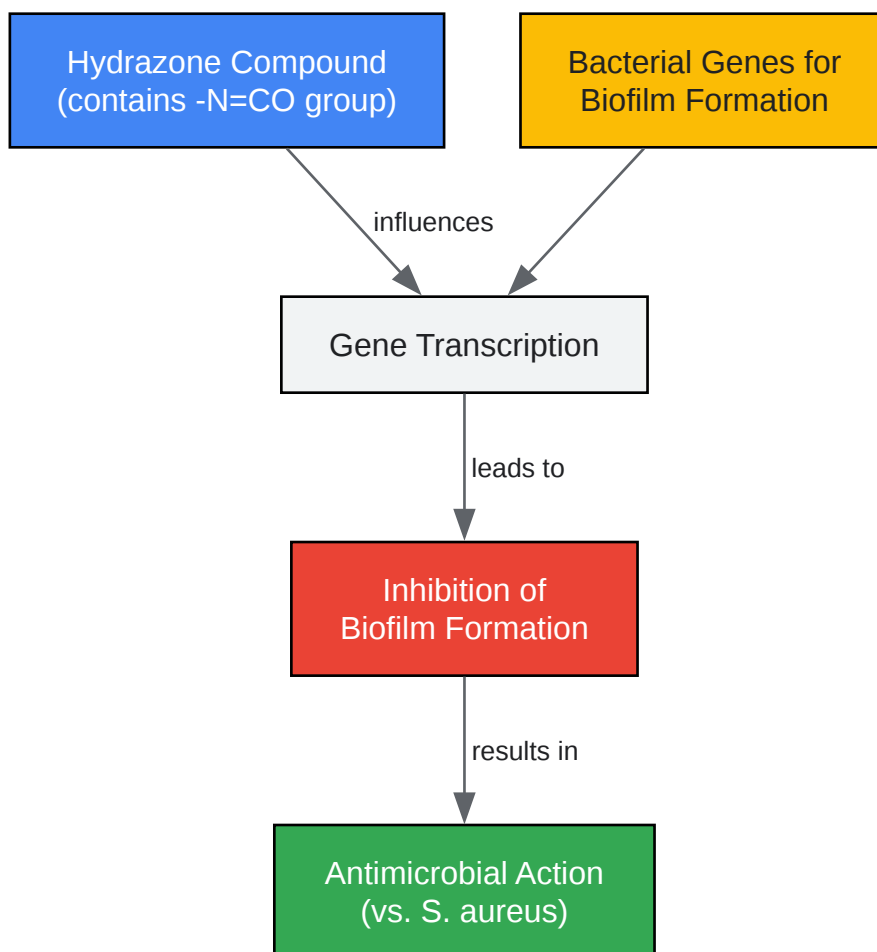 Hydrazone Compound
(contains -N=CO group)
Bacterial Genes for
Biofilm Formation
influences
Gene Transcription
leads to
Inhibition of
Biofilm Formation
results in
Antimicrobial Action
(vs. S. aureus)